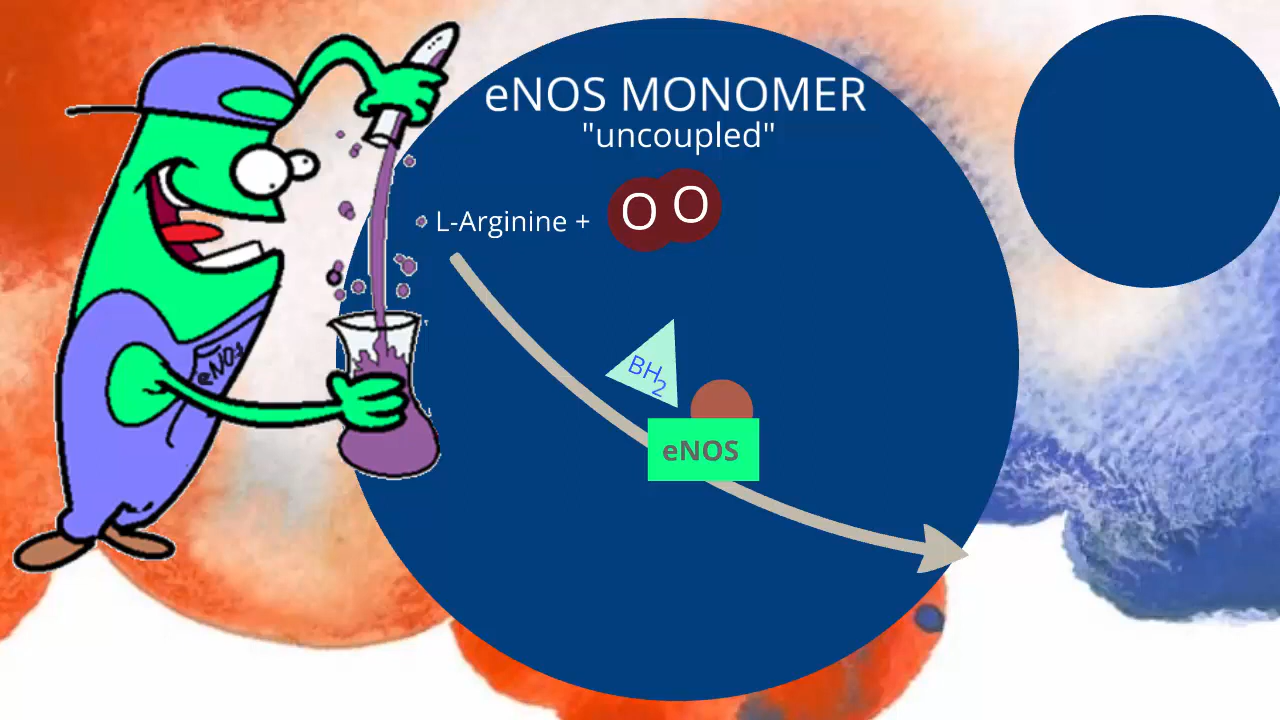 eNOS MONOMER
"uncoupled"
L-Arginine + O O
BH2
eNOS
eNOS